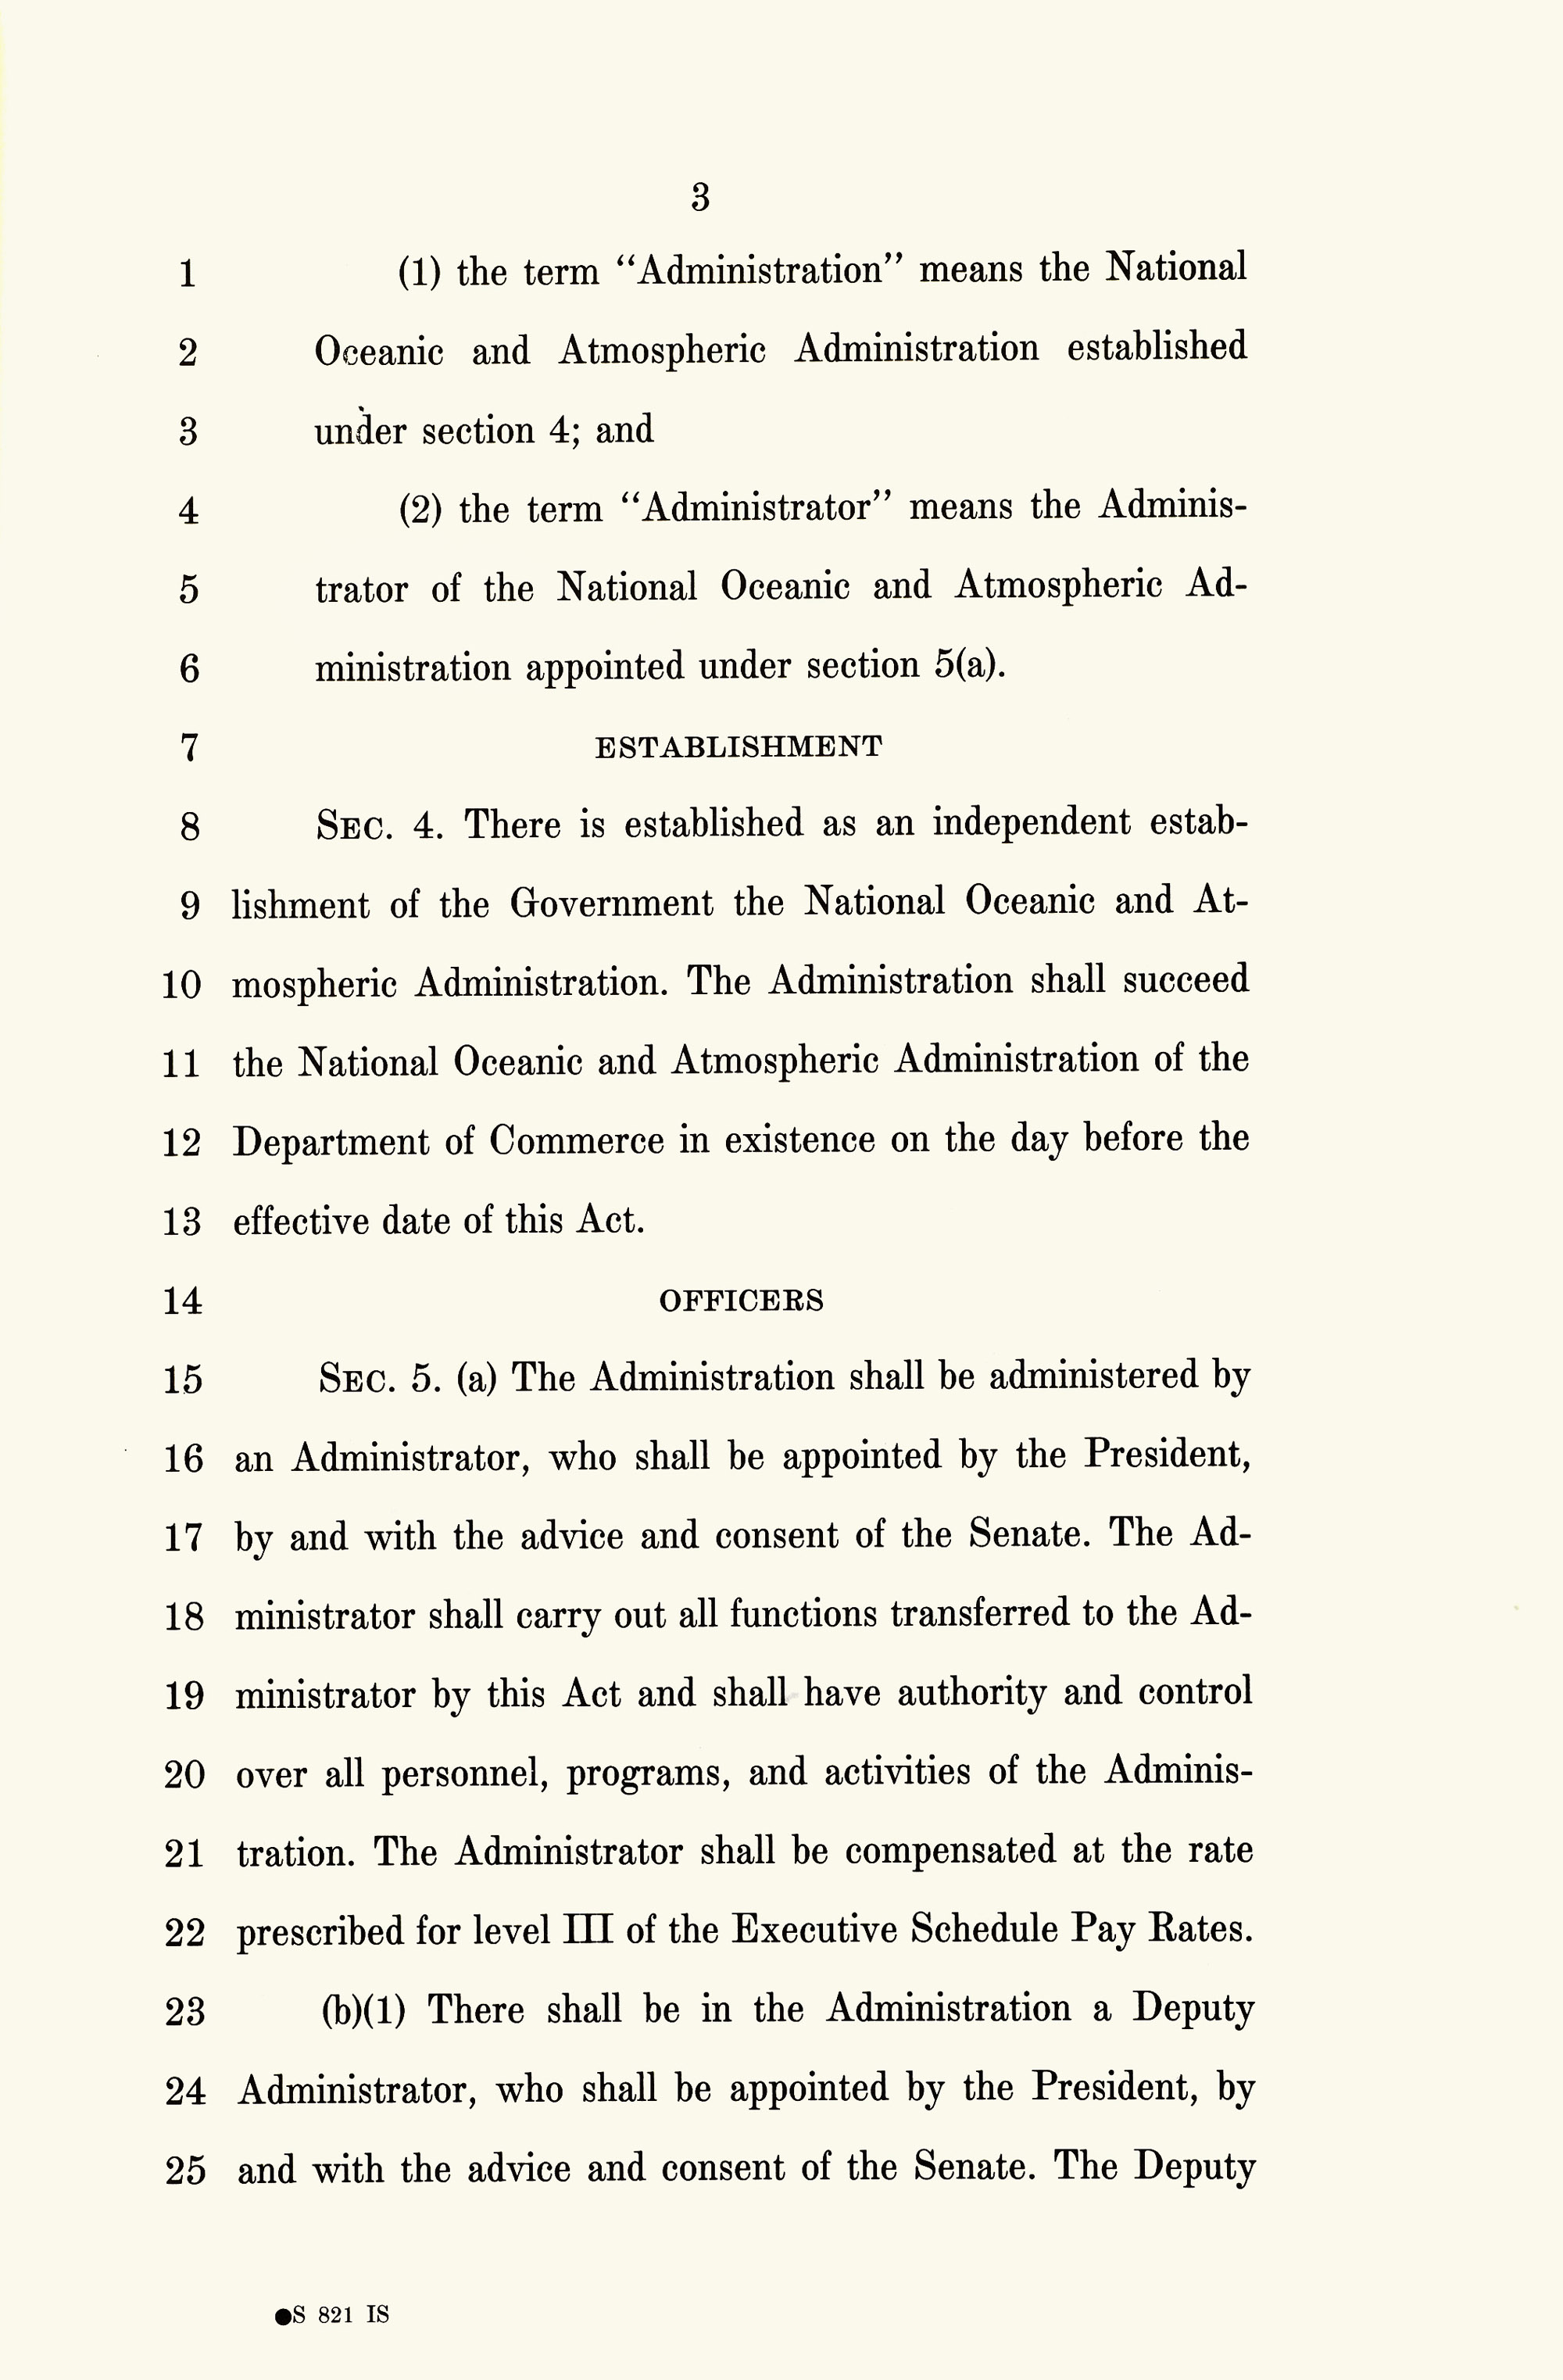 3
1 (1) the term “Administration” means the National
2 Oceanic and Atmospheric Administration established
3 under section 4; and
4 (2) the term “Administrator” means the Adminis-
5 trator of the National Oceanic and Atmospheric Ad-
6 ministration appointed under section 5(a).
7 ESTABLISHMENT
8 SEC. 4. There is established as an independent estab-
9 lishment of the Government the National Oceanic and At-
10 mospheric Administration. The Administration shall succeed
11 the National Oceanic and Atmospheric Administration of the
12 Department of Commerce in existence on the day before the
13 effective date of this Act.
14 OFFICERS
15 SEC. 5. (a) The Administration shall be administered by
16 an Administrator, who shall be appointed by the President,
17 by and with the advice and consent of the Senate. The Ad-
18 ministrator shall carry out all functions transferred to the Ad-
19 ministrator by this Act and shall have authority and control
20 over all personnel, programs, and activities of the Adminis-
21 tration. The Administrator shall be compensated at the rate
22 prescribed for level III of the Executive Schedule Pay Rates.
23 (b)(1) There shall be in the Administration a Deputy
24 Administrator, who shall be appointed by the President, by
25 and with the advice and consent of the Senate. The Deputy
●S 821 IS